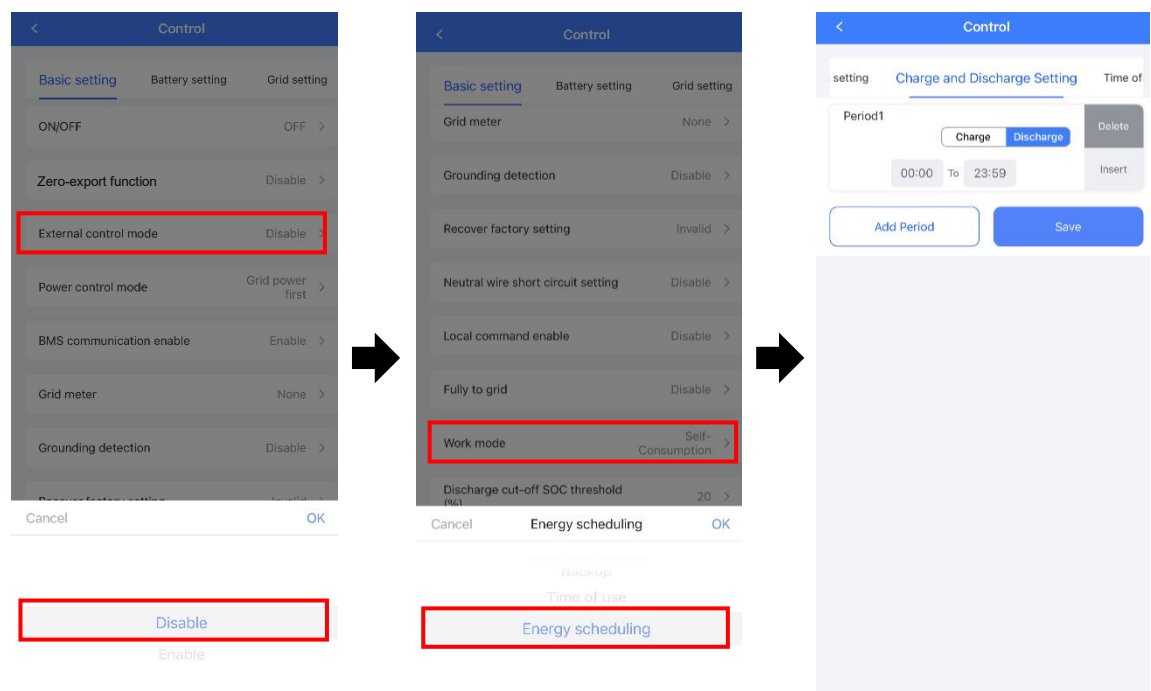 Control
Basic setting Battery setting Grid setting
ON/OFF OFF
Zero-export function Disable
External control mode Disable
Power control mode Grid power
first
BMS communication enable Enable
Grid meter None
Grounding detection Disable
Recover factory setting Invalid
Cancel OK
Disable
Enable
Control
Basic setting Battery setting Grid setting
Grid meter None
Grounding detection Disable
Recover factory setting Invalid
Neutral wire short circuit setting Disable
Local command enable Disable
Fully to grid Disable
Work mode Self-
Consumption
Discharge cut-off SOC threshold
(%) 20
Cancel Energy scheduling OK
Backup
Time of use
Energy scheduling
Control
setting Charge and Discharge Setting Time of
Period1
Charge Discharge
Delete
00:00 To 23:59
Insert
Add Period Save